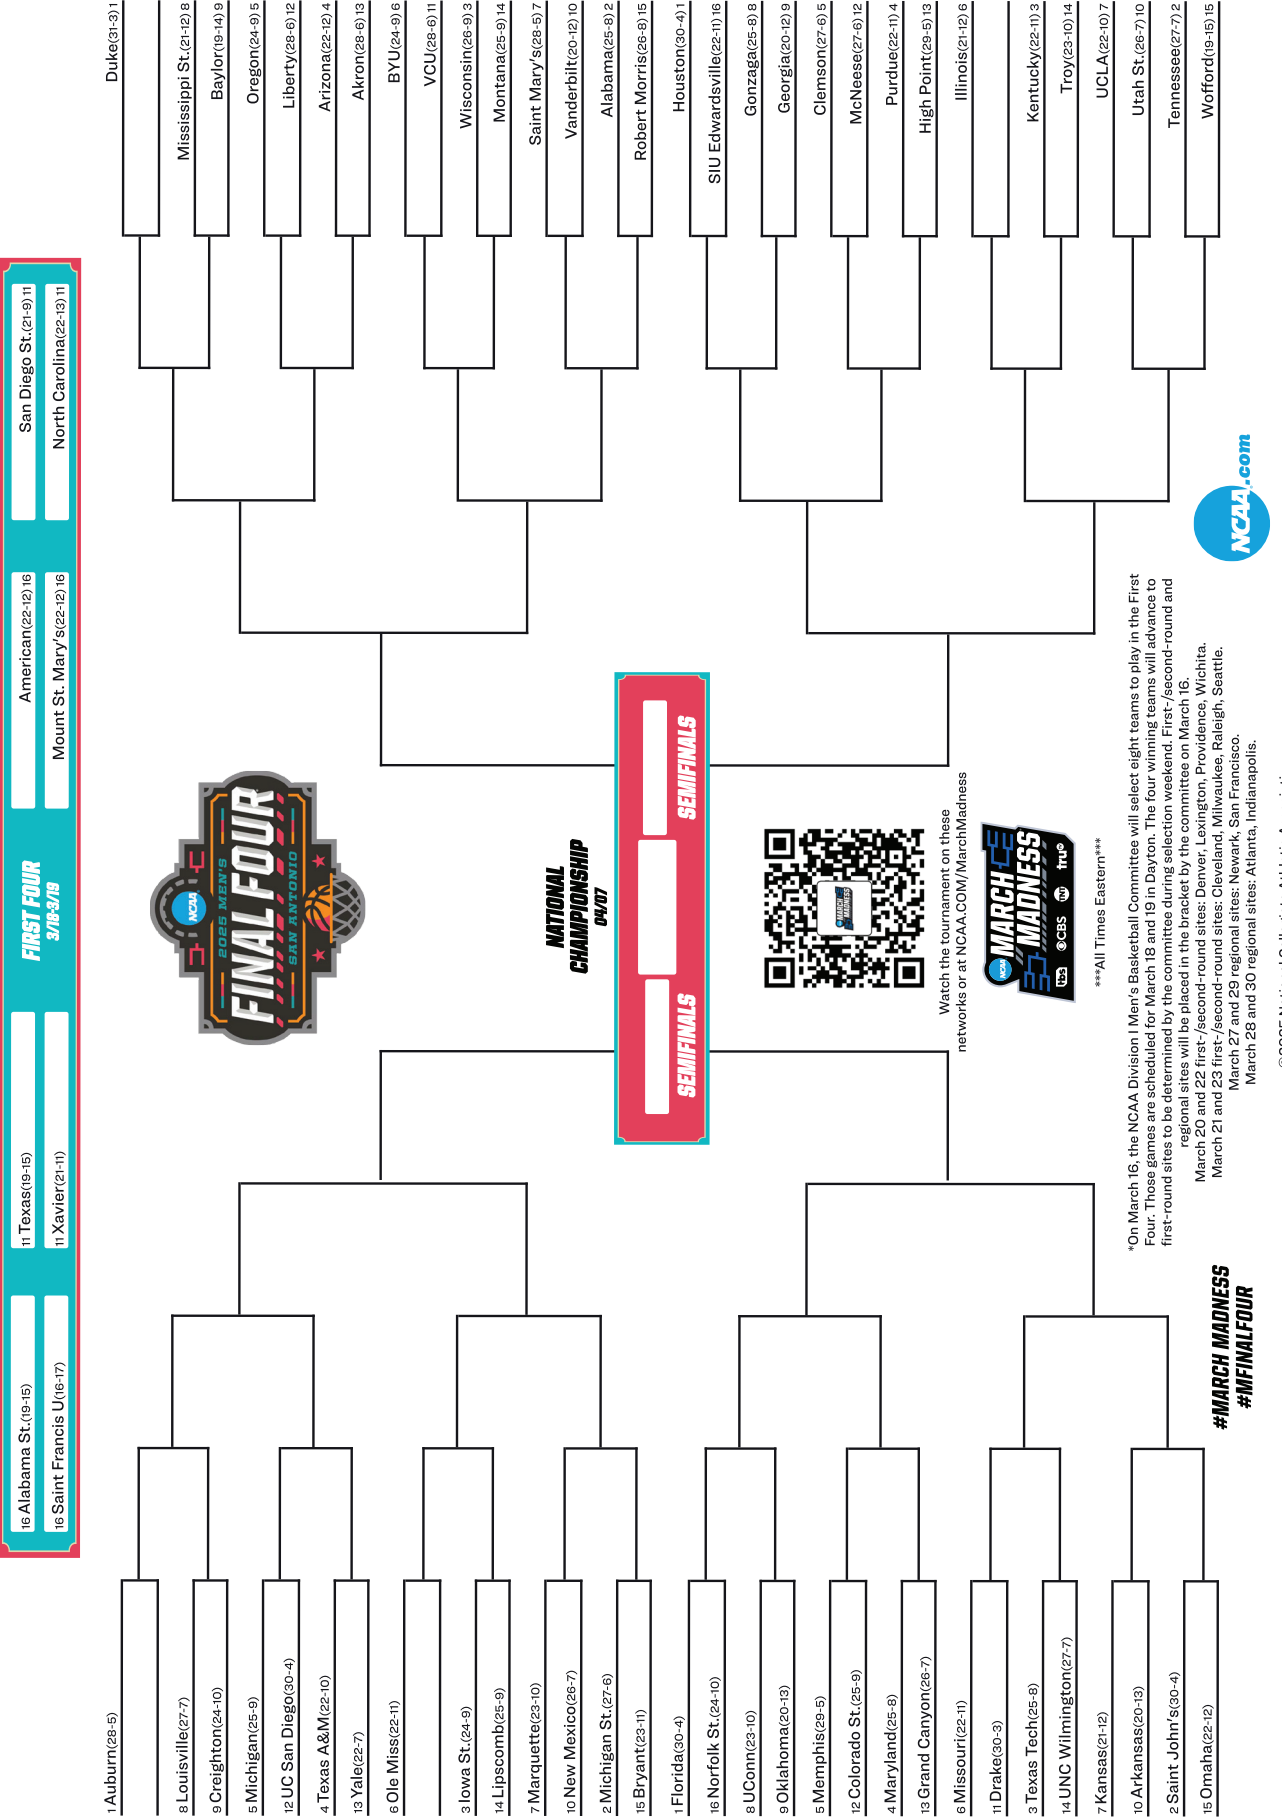 FIRST FOUR
3/18-3/19
16 Alabama St.(19-15)
16 Saint Francis U(16-17)
11 Texas(19-15)
11 Xavier(21-11)
American(22-12) 16
Mount St. Mary's(22-12) 16
San Diego St.(21-9) 11
North Carolina(22-13) 11
1 Auburn(28-5)
8 Louisville(27-7)
9 Creighton(24-10)
5 Michigan(25-9)
12 UC San Diego(30-4)
4 Texas A&M(22-10)
13 Yale(22-7)
6 Ole Miss(22-11)
3 Iowa St.(24-9)
14 Lipscomb(25-9)
7 Marquette(23-10)
10 New Mexico(26-7)
2 Michigan St.(27-6)
15 Bryant(23-11)
1 Florida(30-4)
16 Norfolk St.(24-10)
8 UConn(23-10)
9 Oklahoma(20-13)
5 Memphis(29-5)
12 Colorado St.(25-9)
4 Maryland(25-8)
13 Grand Canyon(26-7)
6 Missouri(22-11)
11 Drake(30-3)
3 Texas Tech(25-8)
14 UNC Wilmington(27-7)
7 Kansas(21-12)
10 Arkansas(20-13)
2 Saint John's(30-4)
15 Omaha(22-12)
NCAA
2025 MEN'S
FINAL FOUR
SAN ANTONIO
NATIONAL
CHAMPIONSHIP
04/07
SEMIFINALS
SEMIFINALS
MARCH
MADNESS
Watch the tournament on these
networks or at NCAA.COM/MarchMadness
NCAA
MARCH
MADNESS
tbs CBS TNT tru
***All Times Eastern***
Duke(31-3) 1
Mississippi St.(21-12) 8
Baylor(19-14) 9
Oregon(24-9) 5
Liberty(28-6) 12
Arizona(22-12) 4
Akron(28-6) 13
BYU(24-9) 6
VCU(28-6) 11
Wisconsin(26-9) 3
Montana(25-9) 14
Saint Mary's(28-5) 7
Vanderbilt(20-12) 10
Alabama(25-8) 2
Robert Morris(26-8) 15
Houston(30-4) 1
SIU Edwardsville(22-11) 16
Gonzaga(25-8) 8
Georgia(20-12) 9
Clemson(27-6) 5
McNeese(27-6) 12
Purdue(22-11) 4
High Point(29-5) 13
Illinois(21-12) 6
Kentucky(22-11) 3
Troy(23-10) 14
UCLA(22-10) 7
Utah St.(26-7) 10
Tennessee(27-7) 2
Wofford(19-15) 15
*On March 16, the NCAA Division I Men's Basketball Committee will select eight teams to play in the First
Four. Those games are scheduled for March 18 and 19 in Dayton. The four winning teams will advance to
first-round sites to be determined by the committee during selection weekend. First-/second-round and
regional sites will be placed in the bracket by the committee on March 16.
March 20 and 22 first-/second-round sites: Denver, Lexington, Providence, Wichita.
March 21 and 23 first-/second-round sites: Cleveland, Milwaukee, Raleigh, Seattle.
March 27 and 29 regional sites: Newark, San Francisco.
March 28 and 30 regional sites: Atlanta, Indianapolis.
#MARCH MADNESS
#MFINALFOUR
NCAA.com